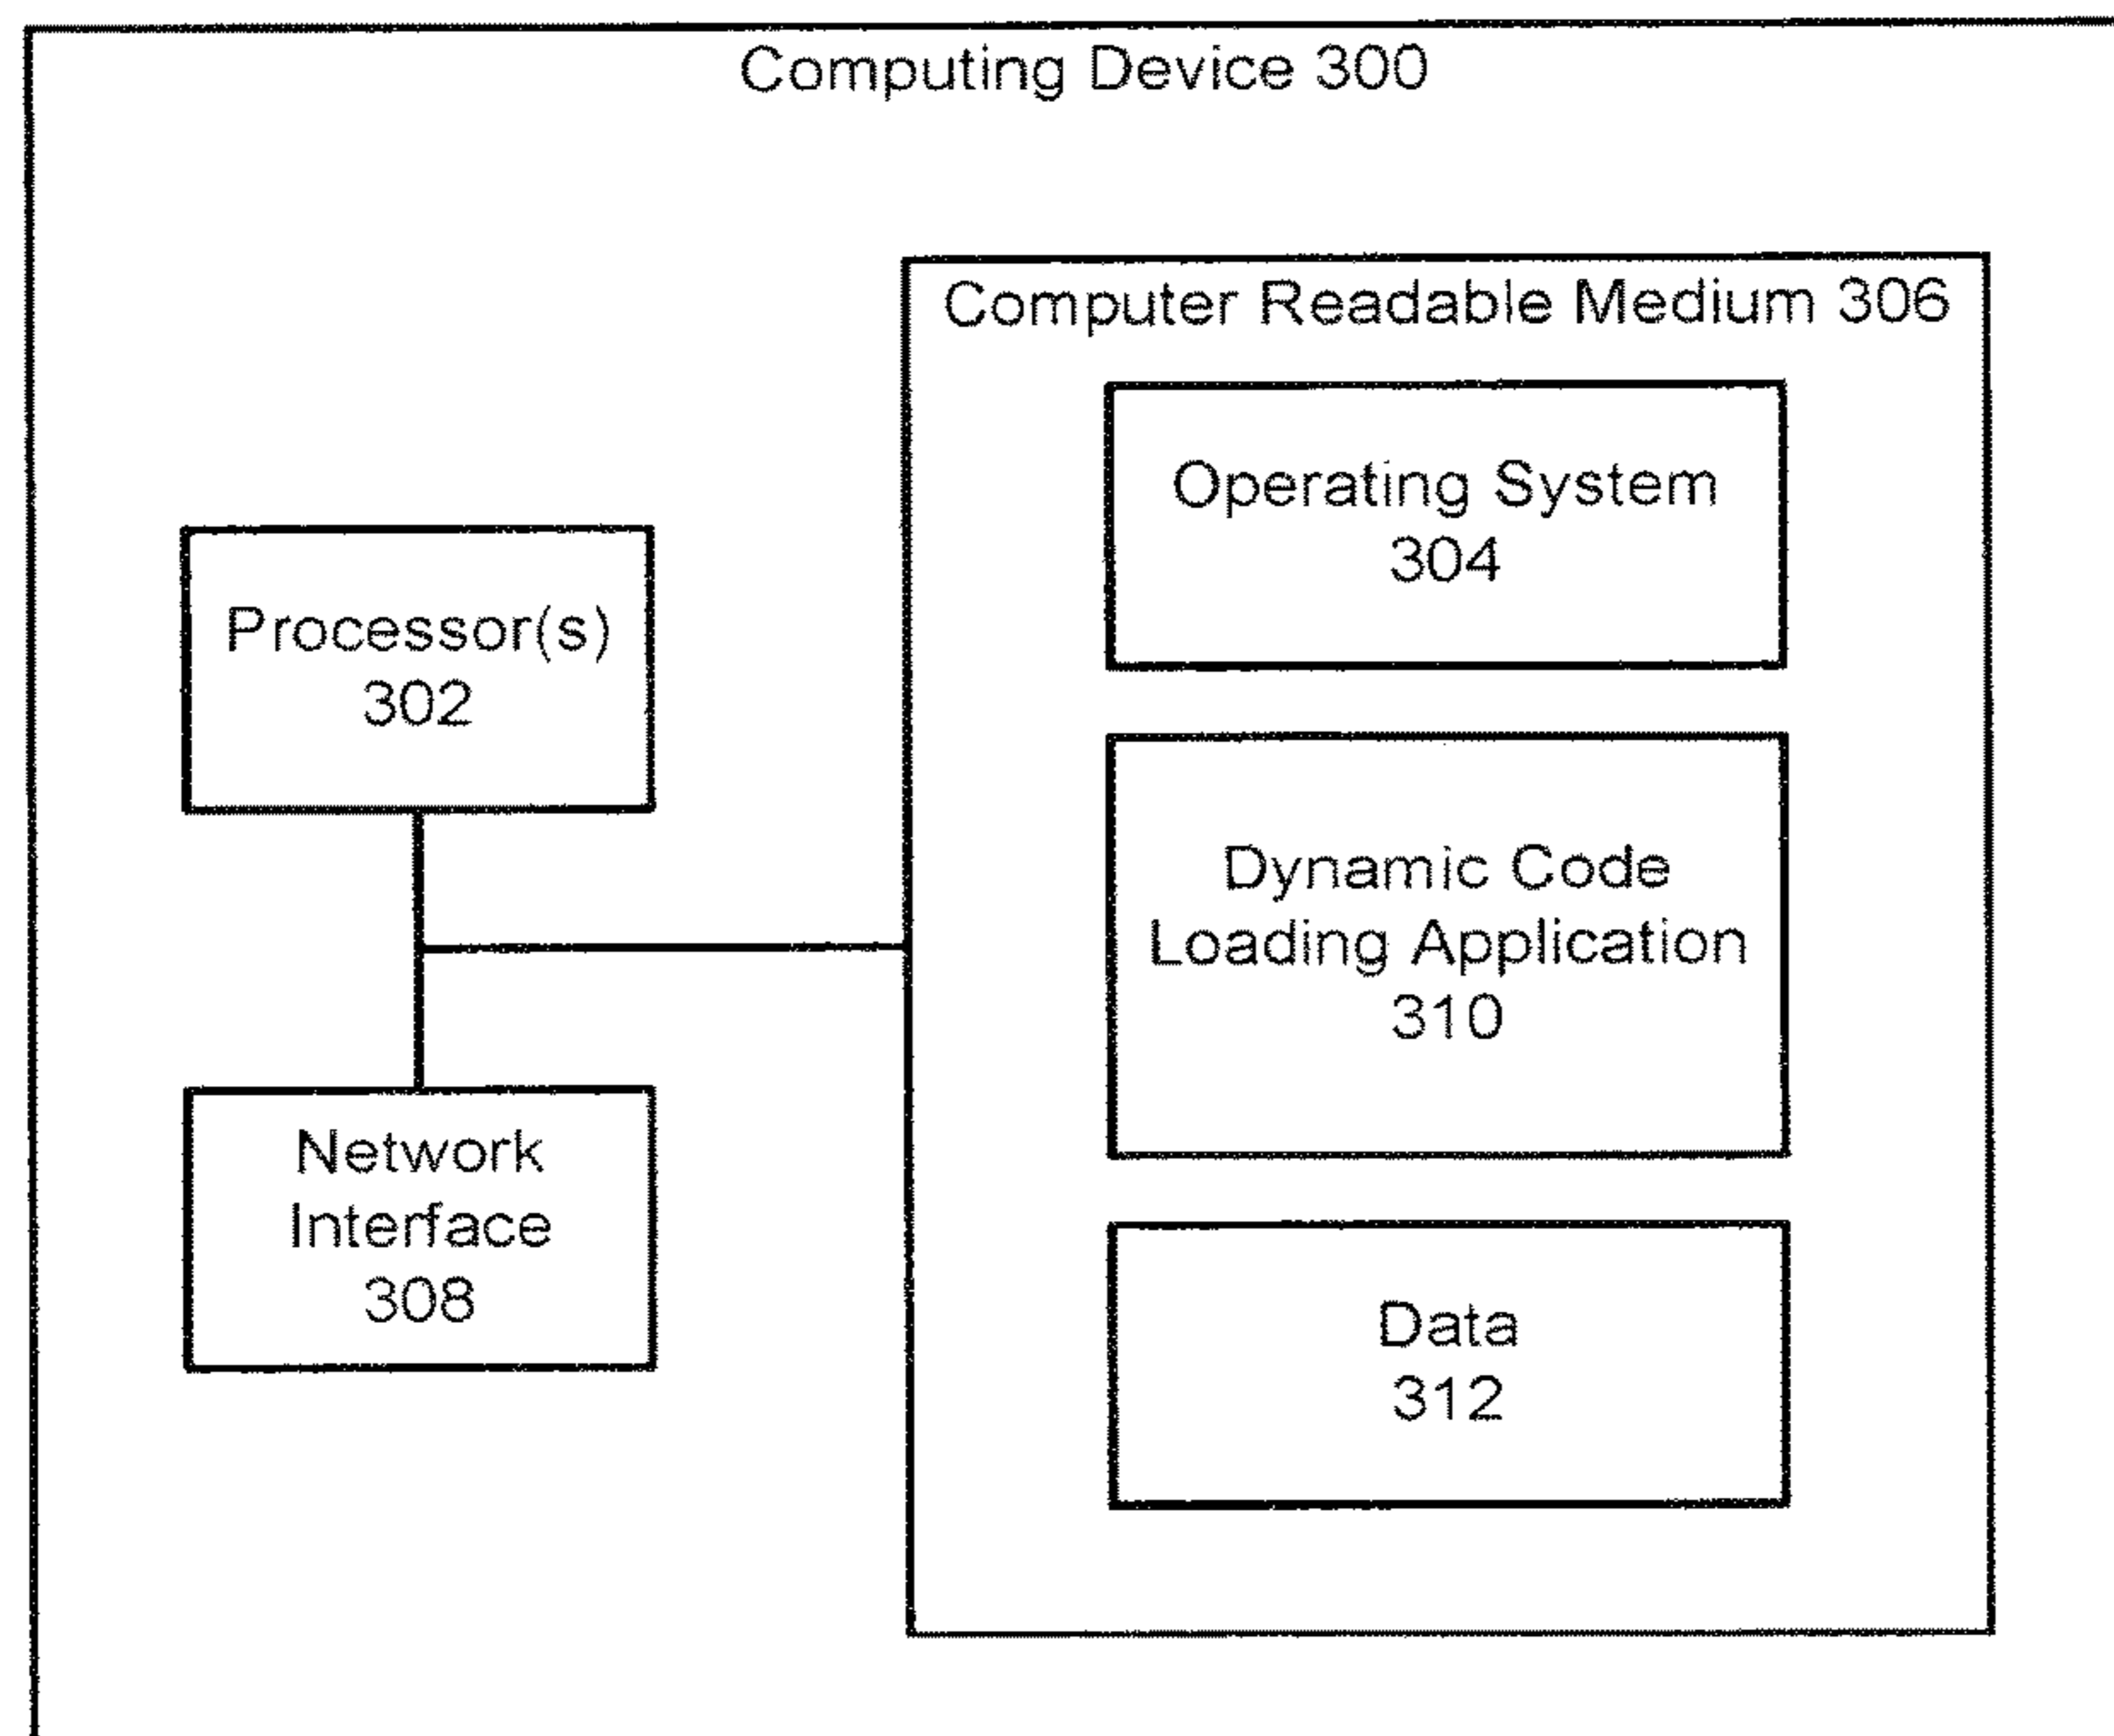 Computing Device 300
Computer Readable Medium 306
Operating System
304
Processor(s)
302
Dynamic Code
Loading Application
310
Network
Interface
308
Data
312